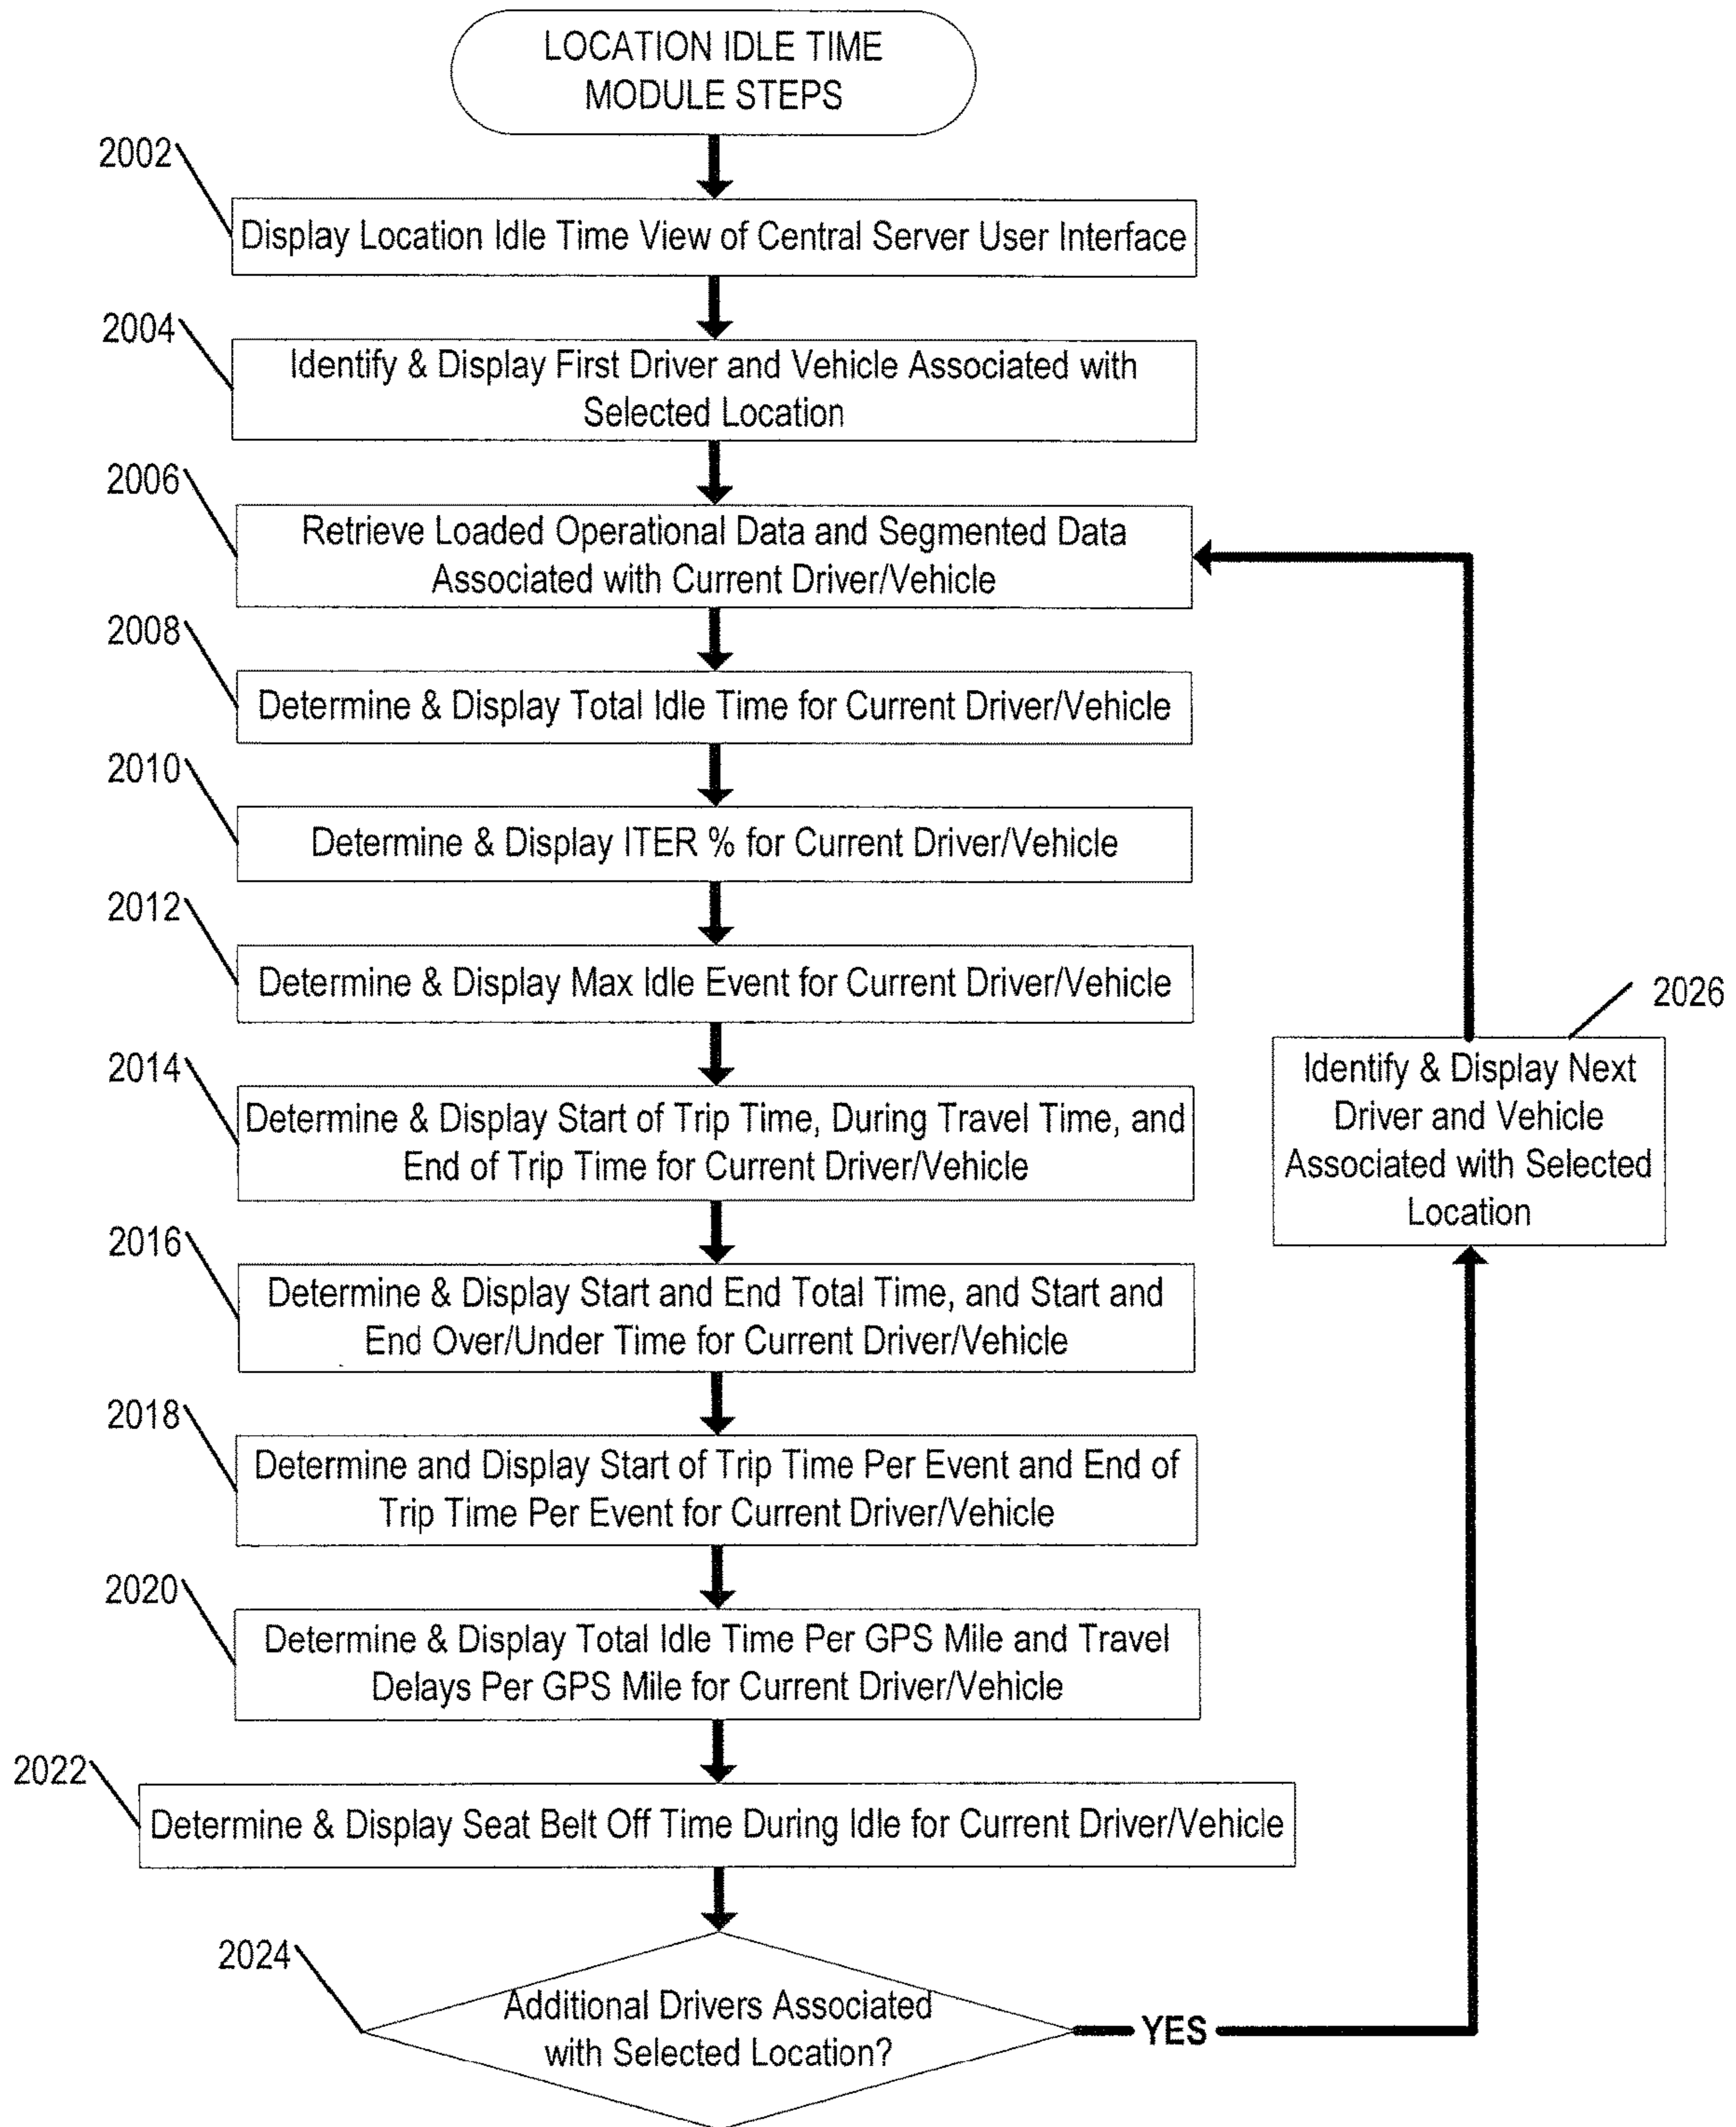 LOCATION IDLE TIME
MODULE STEPS
2002
Display Location Idle Time View of Central Server User Interface
2004
Identify & Display First Driver and Vehicle Associated with
Selected Location
2006
Retrieve Loaded Operational Data and Segmented Data
Associated with Current Driver/Vehicle
2008
Determine & Display Total Idle Time for Current Driver/Vehicle
2010
Determine & Display ITER % for Current Driver/Vehicle
2012
Determine & Display Max Idle Event for Current Driver/Vehicle
2014
Determine & Display Start of Trip Time, During Travel Time, and
End of Trip Time for Current Driver/Vehicle
2016
Determine & Display Start and End Total Time, and Start and
End Over/Under Time for Current Driver/Vehicle
2018
Determine and Display Start of Trip Time Per Event and End of
Trip Time Per Event for Current Driver/Vehicle
2020
Determine & Display Total Idle Time Per GPS Mile and Travel
Delays Per GPS Mile for Current Driver/Vehicle
2022
Determine & Display Seat Belt Off Time During Idle for Current Driver/Vehicle
2024
Additional Drivers Associated
with Selected Location?
YES
2026
Identify & Display Next
Driver and Vehicle
Associated with Selected
Location